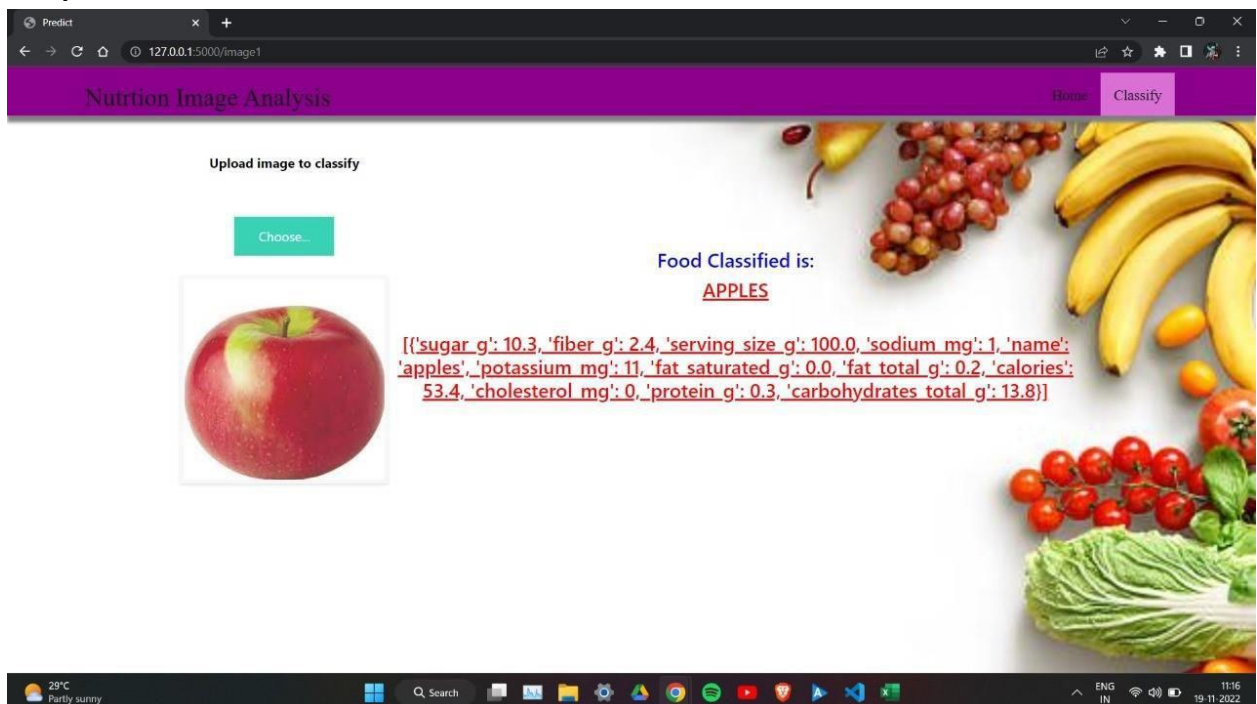 Predict
127.0.0.1:5000/image1
Nutrtion Image Analysis
Home
Classify
Upload image to classify
Choose...
Food Classified is:
APPLES
[{'sugar_g': 10.3, 'fiber_g': 2.4, 'serving_size_g': 100.0, 'sodium_mg': 1, 'name':
'apples', 'potassium_mg': 11, 'fat_saturated_g': 0.0, 'fat_total_g': 0.2, 'calories':
53.4, 'cholesterol_mg': 0, 'protein_g': 0.3, 'carbohydrates_total_g': 13.8}]
29°C
Partly sunny
Search
ENG
IN
11:16
19-11-2022